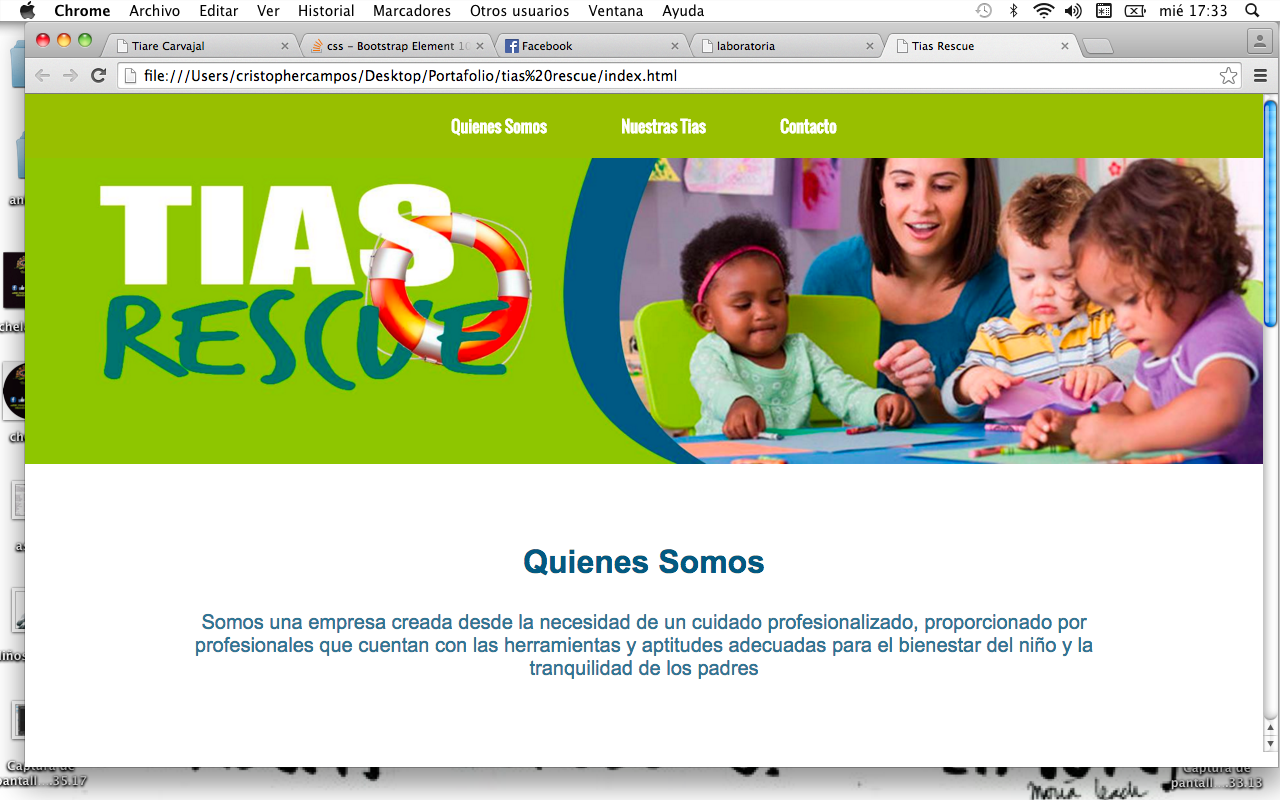 Chrome Archivo Editar Ver Historial Marcadores Otros usuarios Ventana Ayuda mié 17:33
Tiare Carvajal
css - Bootstrap Element 10
Facebook
laboratoria
Tias Rescue
file:///Users/cristophercampos/Desktop/Portafolio/tias%20rescue/index.html
Quienes Somos Nuestras Tias Contacto
TIAS
RESCUE
Quienes Somos
Somos una empresa creada desde la necesidad de un cuidado profesionalizado, proporcionado por
profesionales que cuentan con las herramientas y aptitudes adecuadas para el bienestar del niño y la
tranquilidad de los padres
Captura de
pantall....35.17
Captura de
pantall....33.13